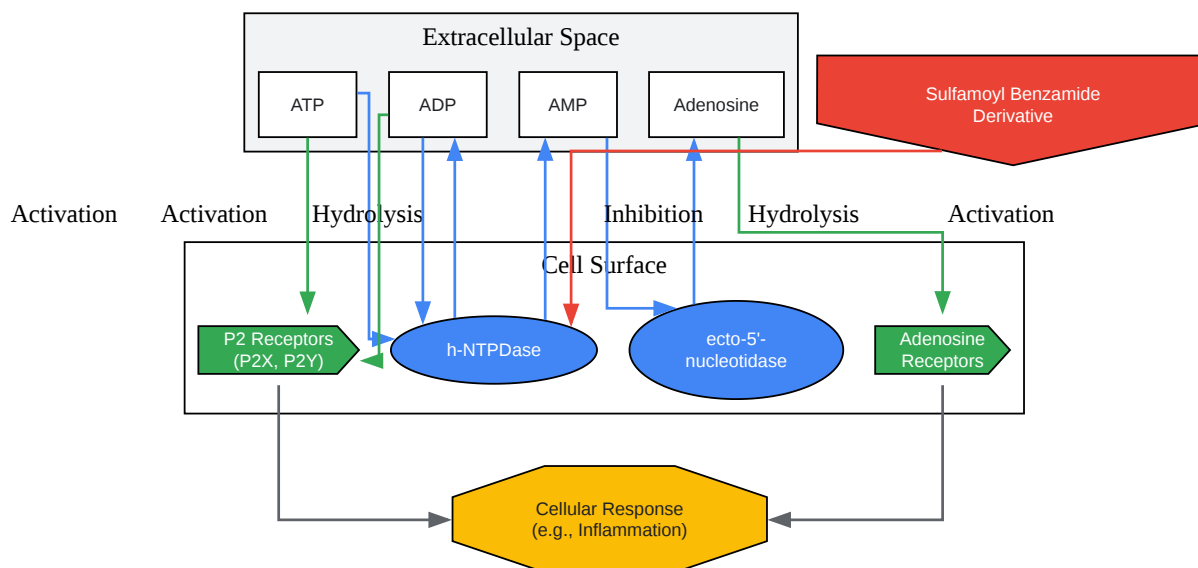 Extracellular Space
ATP
ADP
AMP
Adenosine
Sulfamoyl Benzamide
Derivative
Activation
Activation
Hydrolysis
Inhibition
Hydrolysis
Activation
Cell Surface
P2 Receptors
(P2X, P2Y)
h-NTPDase
ecto-5'-
nucleotidase
Adenosine
Receptors
Cellular Response
(e.g., Inflammation)